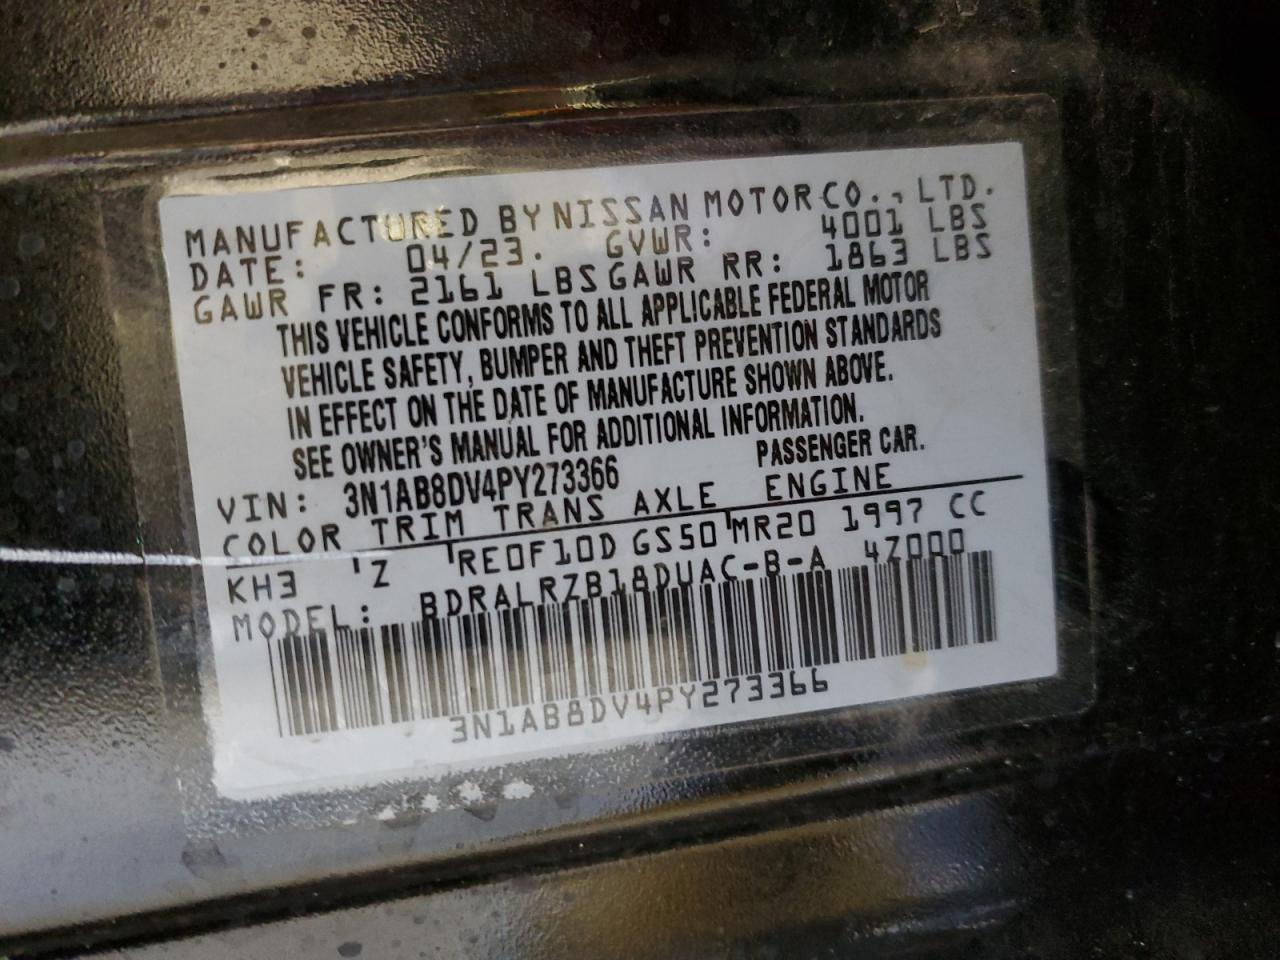 MANUFACTURED BY NISSAN MOTOR CO., LTD.
DATE: 04/23. GVWR: 4001 LBS
GAWR FR: 2161 LBS GAWR RR: 1863 LBS
THIS VEHICLE CONFORMS TO ALL APPLICABLE FEDERAL MOTOR
VEHICLE SAFETY, BUMPER AND THEFT PREVENTION STANDARDS
IN EFFECT ON THE DATE OF MANUFACTURE SHOWN ABOVE.
SEE OWNER'S MANUAL FOR ADDITIONAL INFORMATION.
VIN: 3N1AB8DV4PY273366 PASSENGER CAR.
COLOR TRIM TRANS AXLE ENGINE
KH3 Z RE0F10D GS50 MR20 1997 CC
MODEL: BDRALRZB18DUAC-B-A 4Z000
3N1AB8DV4PY273366